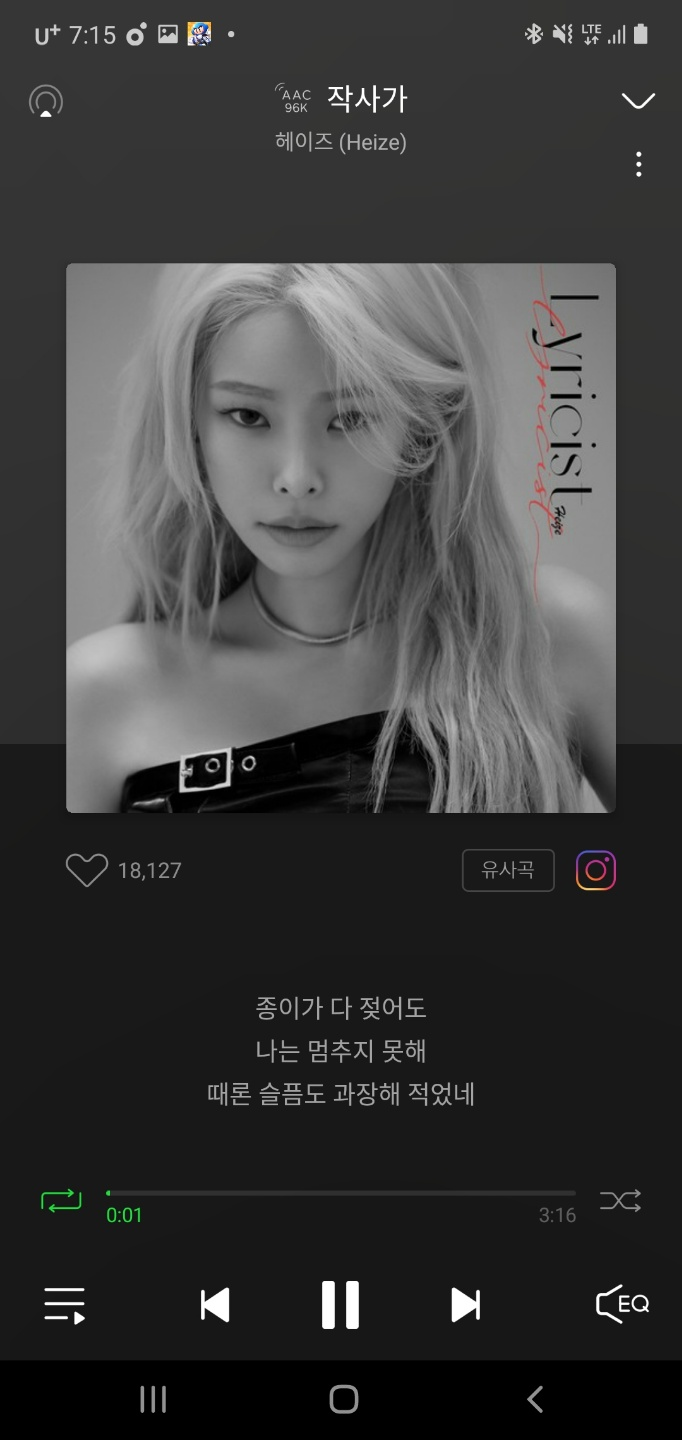 U+ 7:15 LTE
AAC 96K 작사가
헤이즈 (Heize)
Lyricist
Lyricist
Heize
18,127 유사곡
종이가 다 젖어도
나는 멈추지 못해
때론 슬픔도 과장해 적었네
0:01 3:16
EQ